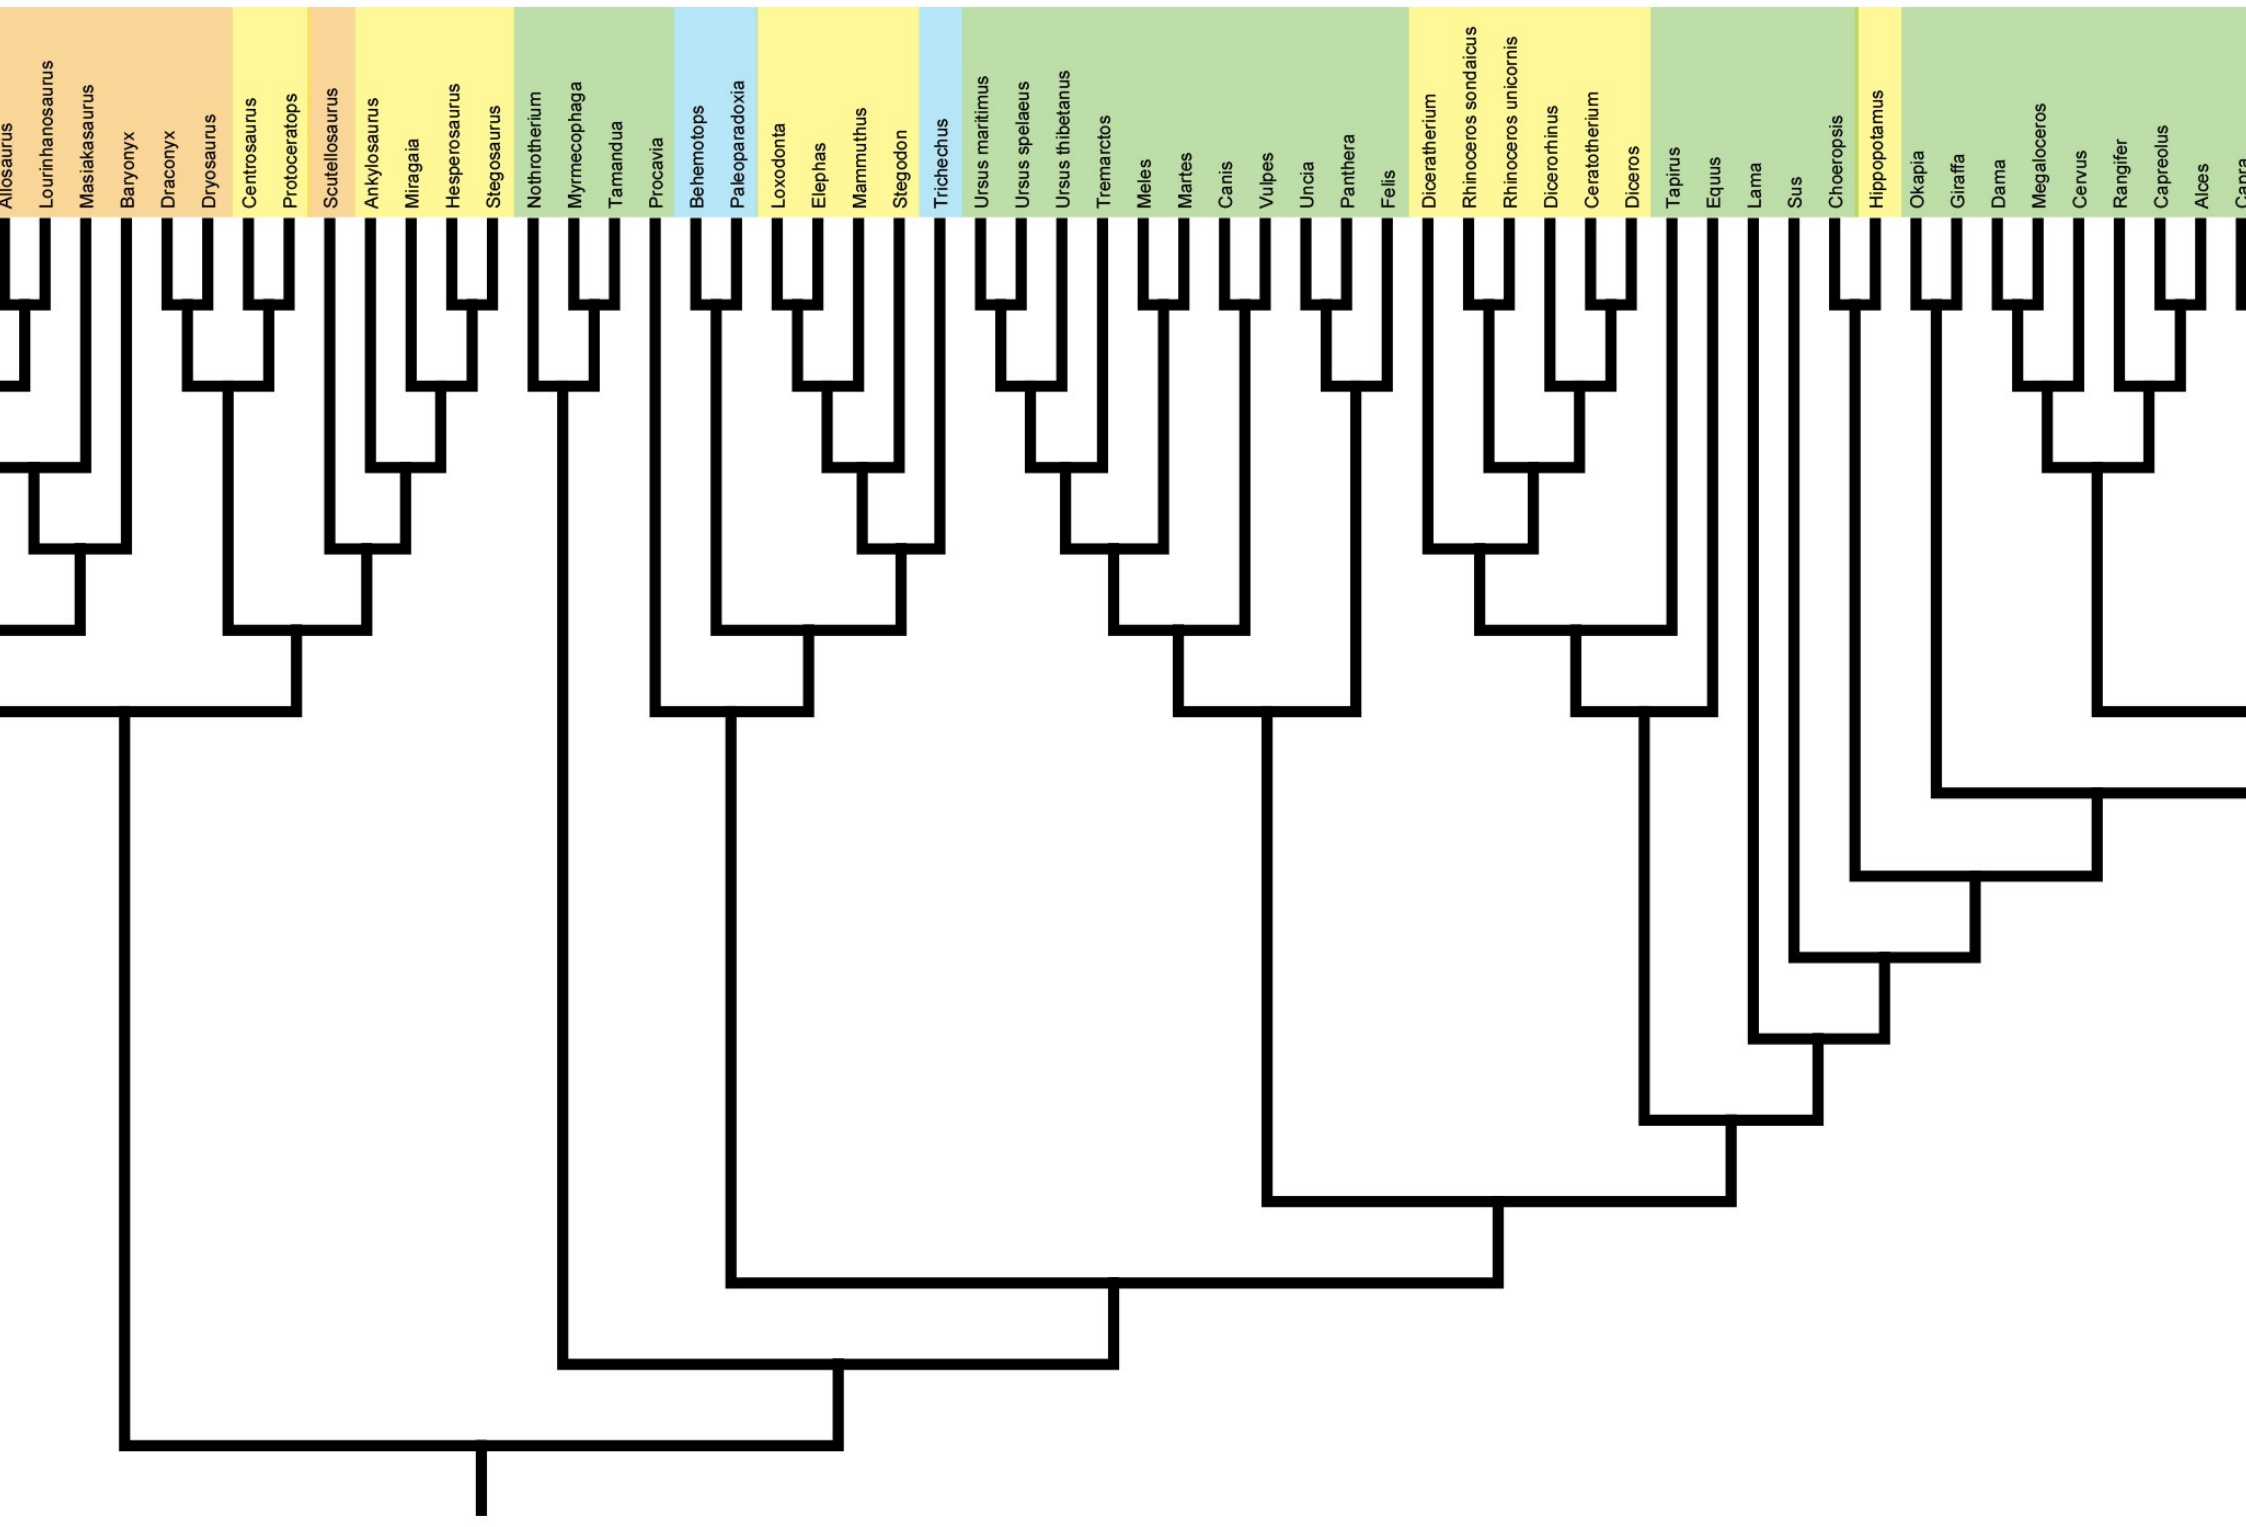 Allosaurus
Lourinhanosaurus
Masiakasaurus
Baryonyx
Draconyx
Dryosaurus
Centrosaurus
Protoceratops
Scutellosaurus
Ankylosaurus
Miragaia
Hesperosaurus
Stegosaurus
Nothrotherium
Myrmecophaga
Tamandua
Procavia
Behemotops
Paleoparadoxia
Loxodonta
Elephas
Mammuthus
Stegodon
Trichechus
Ursus maritimus
Ursus spelaeus
Ursus thibetanus
Tremarctos
Meles
Martes
Canis
Vulpes
Uncia
Panthera
Felis
Diceratherium
Rhinoceros sondaicus
Rhinoceros unicornis
Dicerorhinus
Ceratotherium
Diceros
Tapirus
Equus
Lama
Sus
Choeropsis
Hippopotamus
Okapia
Giraffa
Dama
Megaloceros
Cervus
Rangifer
Capreolus
Alces
Capra